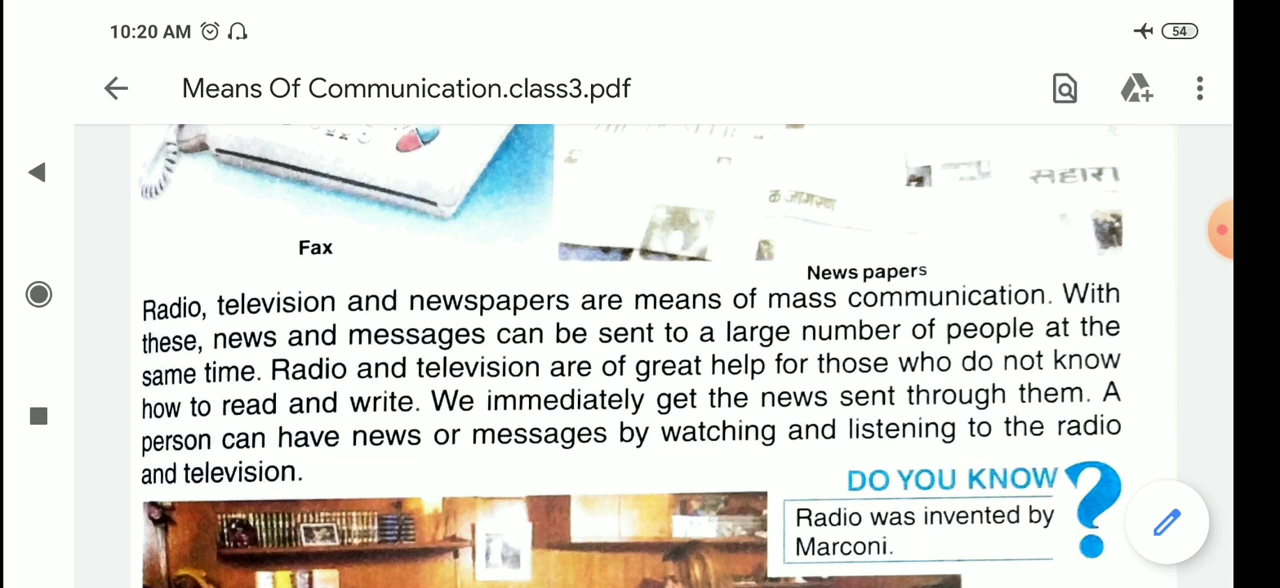 10:20 AM
54
Means Of Communication.class3.pdf
सहारा
क जागरण
Fax
News papers
Radio, television and newspapers are means of mass communication. With
these, news and messages can be sent to a large number of people at the
same time. Radio and television are of great help for those who do not know
how to read and write. We immediately get the news sent through them. A
person can have news or messages by watching and listening to the radio
and television.
DO YOU KNOW ?
Radio was invented by
Marconi.